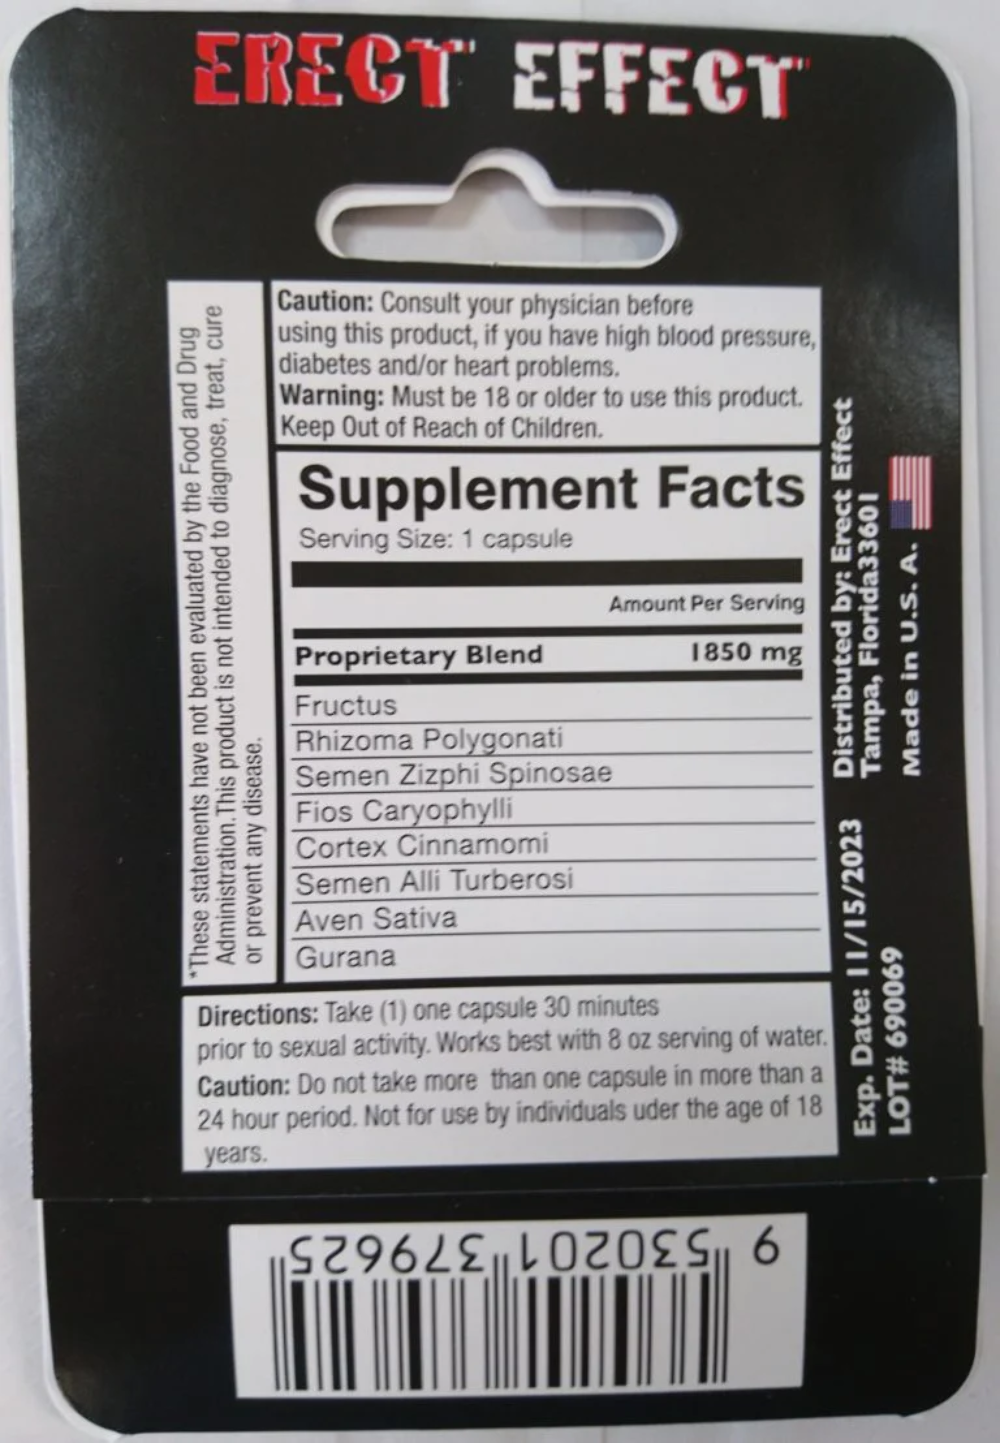 ERECT EFFECT
*These statements have not been evaluated by the Food and Drug
Administration.This product is not intended to diagnose, treat, cure
or prevent any disease.
Caution: Consult your physician before
using this product, if you have high blood pressure,
diabetes and/or heart problems.
Warning: Must be 18 or older to use this product.
Keep Out of Reach of Children.
Supplement Facts
Serving Size: 1 capsule
Amount Per Serving
Proprietary Blend 1850 mg
Fructus
Rhizoma Polygonati
Semen Zizphi Spinosae
Fios Caryophylli
Cortex Cinnamomi
Semen Alli Turberosi
Aven Sativa
Gurana
Directions: Take (1) one capsule 30 minutes
prior to sexual activity. Works best with 8 oz serving of water.
Caution: Do not take more than one capsule in more than a
24 hour period. Not for use by individuals uder the age of 18
years.
Distributed by: Erect Effect
Tampa, Florida33601
Made in U.S. A.
Exp. Date: 11/15/2023
LOT# 690069
9 530201 379625